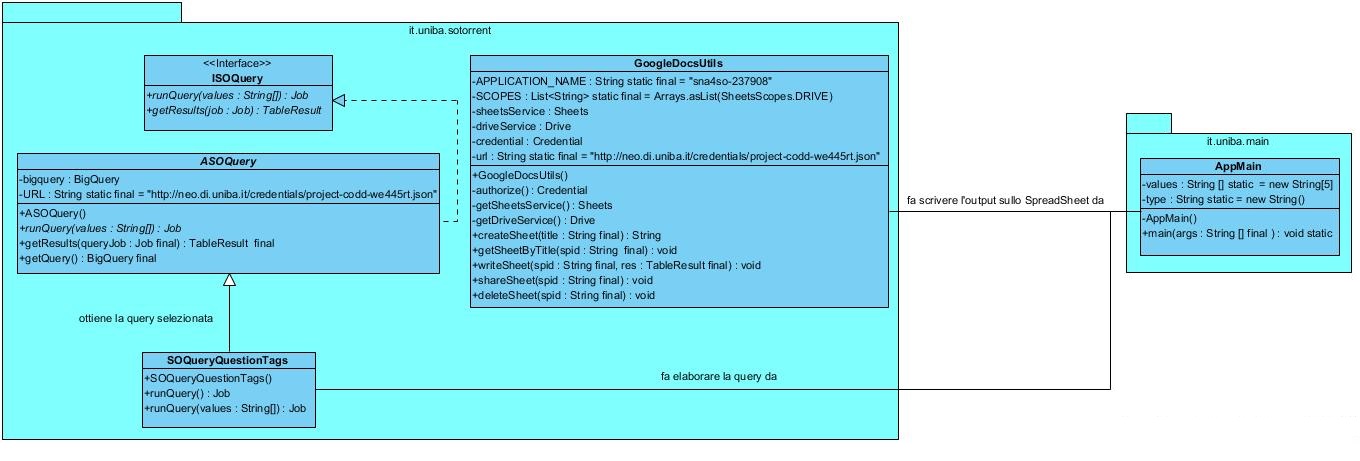 it.uniba.sotorrent
<<Interface>>
ISOQuery
+runQuery(values : String[]) : Job
+getResults(job : Job) : TableResult
ASOQuery
-bigquery : BigQuery
-URL : String static final = "http://neo.di.uniba.it/credentials/project-codd-we445rt.json"
+ASOQuery()
+runQuery(values : String[]) : Job
+getResults(queryJob : Job final) : TableResult final
+getQuery() : BigQuery final
ottiene la query selezionata
SOQueryQuestionTags
+SOQueryQuestionTags()
+runQuery() : Job
+runQuery(values : String[]) : Job
GoogleDocsUtils
-APPLICATION_NAME : String static final = "sna4so-237908"
-SCOPES : List<String> static final = Arrays.asList(SheetsScopes.DRIVE)
-sheetsService : Sheets
-driveService : Drive
-credential : Credential
-url : String static final = "http://neo.di.uniba.it/credentials/project-codd-we445rt.json"
+GoogleDocsUtils()
-authorize() : Credential
-getSheetsService() : Sheets
-getDriveService() : Drive
+createSheet(title : String final) : String
+getSheetByTitle(spid : String final) : void
+writeSheet(spid : String final, res : TableResult final) : void
+shareSheet(spid : String final) : void
+deleteSheet(spid : String final) : void
fa scrivere l'output sullo SpreadSheet da
fa elaborare la query da
it.uniba.main
AppMain
-values : String [] static = new String[5]
-type : String static = new String()
-AppMain()
+main(args : String [] final ) : void static